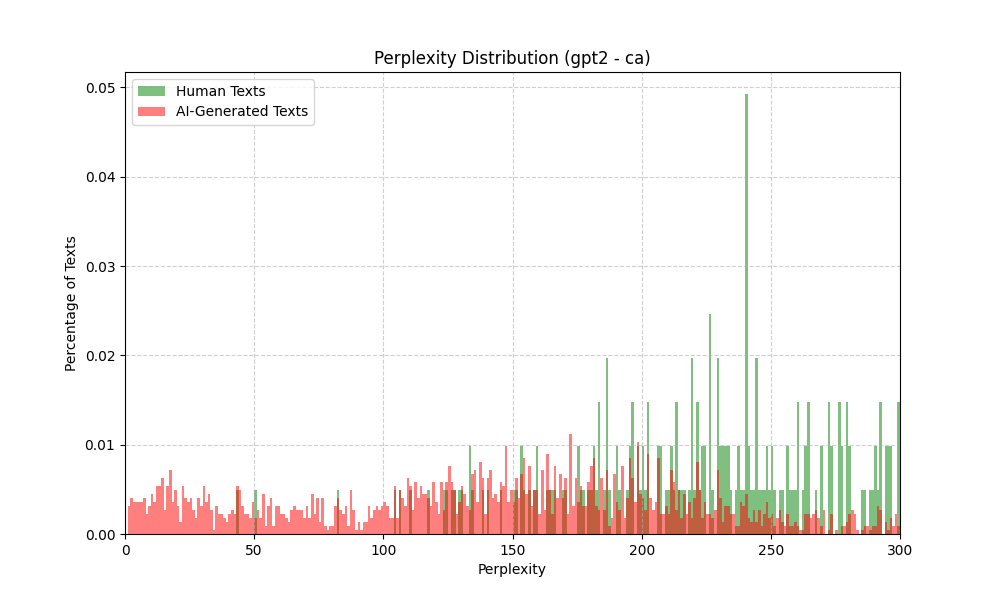 Perplexity Distribution (gpt2 - ca)
Human Texts
AI-Generated Texts
Percentage of Texts
0.05
0.04
0.03
0.02
0.01
0.00
0 50 100 150 200 250 300
Perplexity